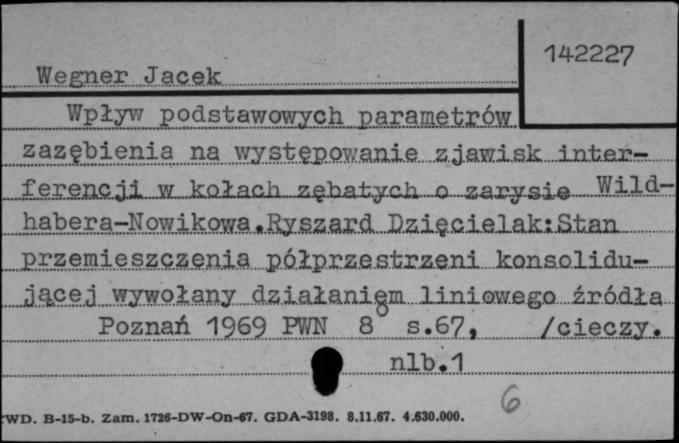 142227
Wegner Jacek
Wpływ podstawowych parametrów
zazębienia na występowanie zjawisk inter-
ferencji w kołach zębatych o zarysie Wild-
habera-Nowikowa.Ryszard Dzięcielak:Stan
przemieszczenia półprzestrzeni konsolidu-
jącej wywołany działaniem liniowego źródła
Poznań 1969 PWN 8° s.67, /cieczy.
nlb.1
6
WD. B-15-b. Zam. 1726-DW-On-67. GDA-3198. 8.11.67. 4.630.000.